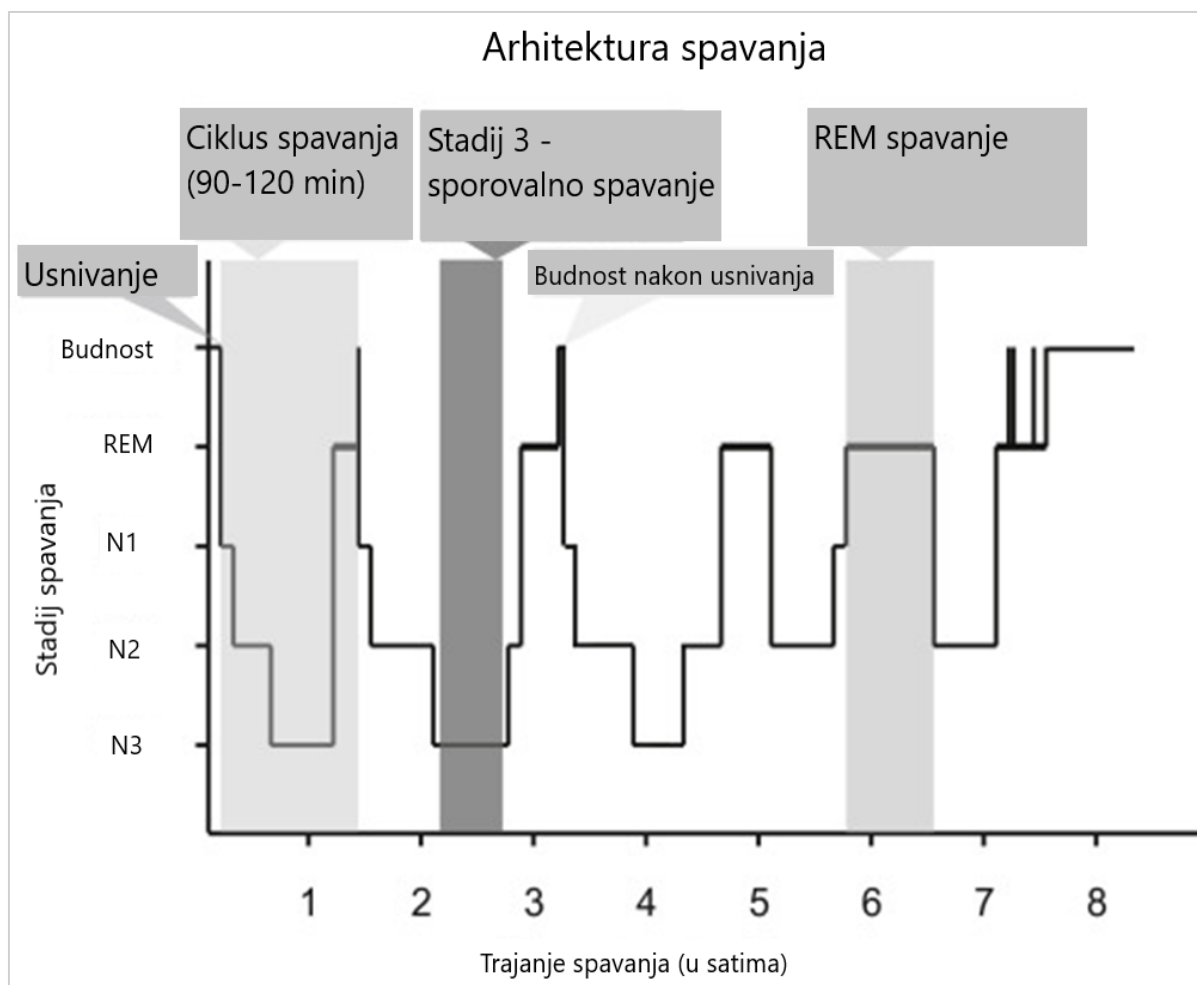 Arhitektura spavanja
Ciklus spavanja
(90-120 min)
Stadij 3 -
sporovalno spavanje
REM spavanje
Usnivanje
Budnost nakon usnivanja
Budnost
REM
N1
N2
N3
Stadij spavanja
1 2 3 4 5 6 7 8
Trajanje spavanja (u satima)